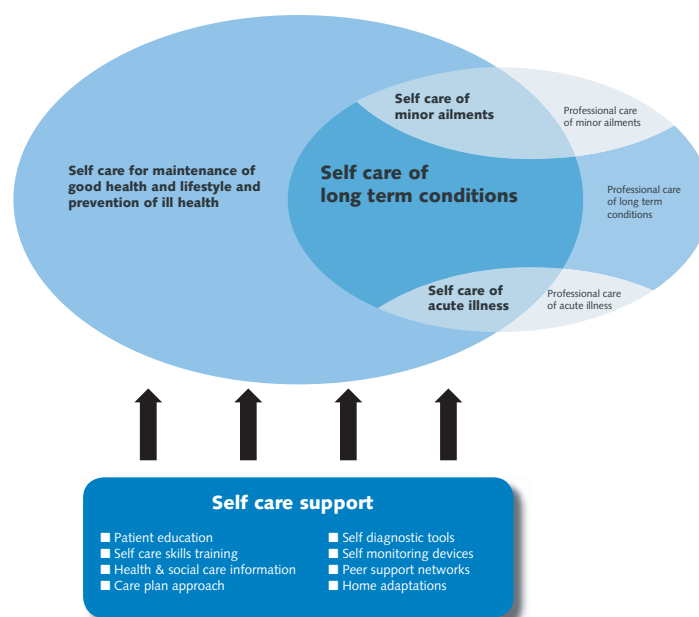 Self care of
minor ailments
Professional care
of minor ailments
Self care for maintenance of
good health and lifestyle and
prevention of ill health
Self care of
long term conditions
Professional care
of long term
conditions
Self care of
acute illness
Professional care
of acute illness
Self care support
Patient education
Self care skills training
Health & social care information
Care plan approach
Self diagnostic tools
Self monitoring devices
Peer support networks
Home adaptations